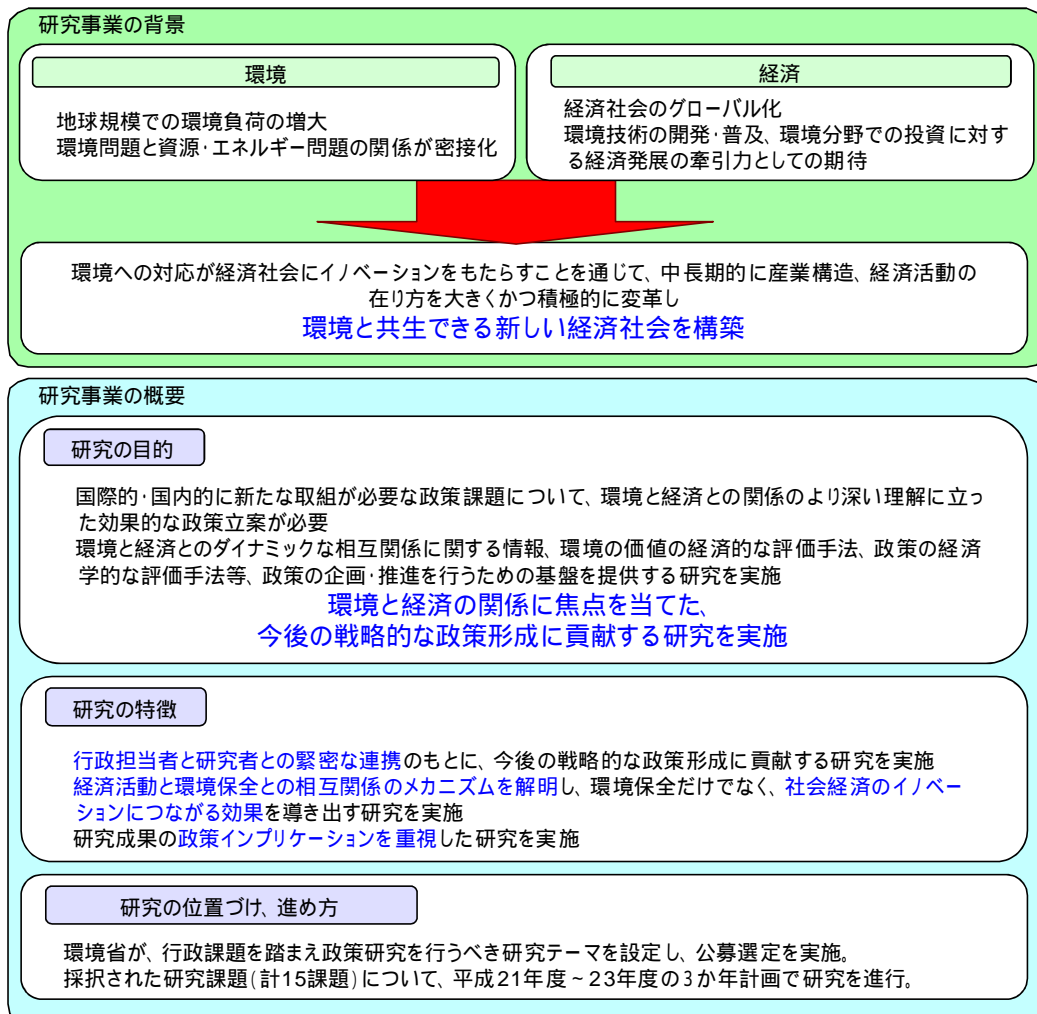 研究事業の背景
環境
地球規模での環境負荷の増大
環境問題と資源・エネルギー問題の関係が密接化
経済
経済社会のグローバル化
環境技術の開発・普及、環境分野での投資に対す
る経済発展の牽引力としての期待
環境への対応が経済社会にイノベーションをもたらすことを通じて、中長期的に産業構造、経済活動の
在り方を大きくかつ積極的に変革し
環境と共生できる新しい経済社会を構築
研究事業の概要
研究の目的
国際的・国内的に新たな取組が必要な政策課題について、環境と経済との関係のより深い理解に立っ
た効果的な政策立案が必要
環境と経済とのダイナミックな相互関係に関する情報、環境の価値の経済的な評価手法、政策の経済
学的な評価手法等、政策の企画・推進を行うための基盤を提供する研究を実施
環境と経済の関係に焦点を当てた、
今後の戦略的な政策形成に貢献する研究を実施
研究の特徴
行政担当者と研究者との緊密な連携のもとに、今後の戦略的な政策形成に貢献する研究を実施
経済活動と環境保全との相互関係のメカニズムを解明し、環境保全だけでなく、社会経済のイノベー
ションにつながる効果を導き出す研究を実施
研究成果の政策インプリケーションを重視した研究を実施
研究の位置づけ、進め方
環境省が、行政課題を踏まえ政策研究を行うべき研究テーマを設定し、公募選定を実施。
採択された研究課題(計15課題)について、平成21年度~23年度の3か年計画で研究を進行。